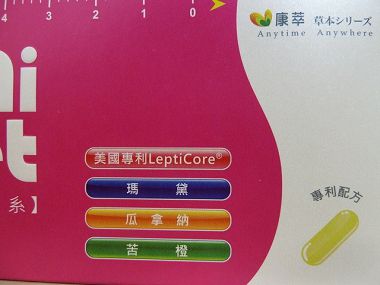 4 3 2 1 0
康萃 草本シリーズ
Anytime Anywhere
美國專利LeptiCore®
瑪黛
瓜拿納
苦橙
系】
專利配方